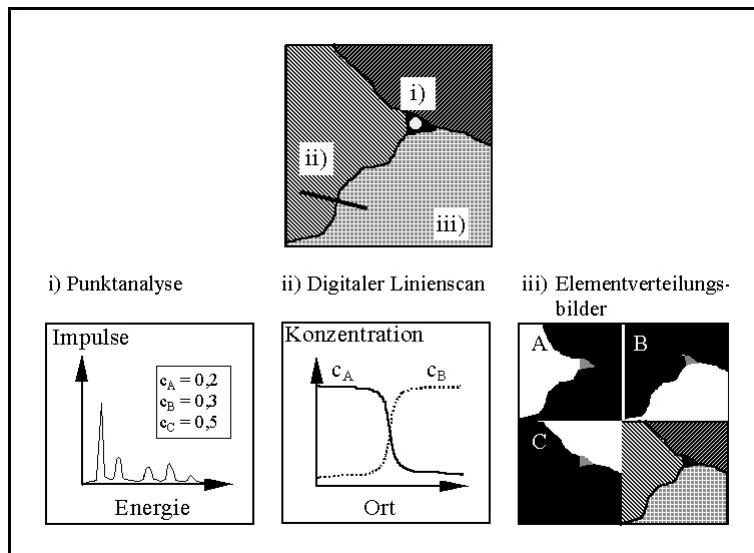 i)
ii)
iii)
i) Punktanalyse
ii) Digitaler Linienscan
iii) Elementverteilungs-
bilder
Impulse
c_A = 0,2
c_B = 0,3
c_C = 0,5
Energie
Konzentration
c_A
c_B
Ort
A
B
C